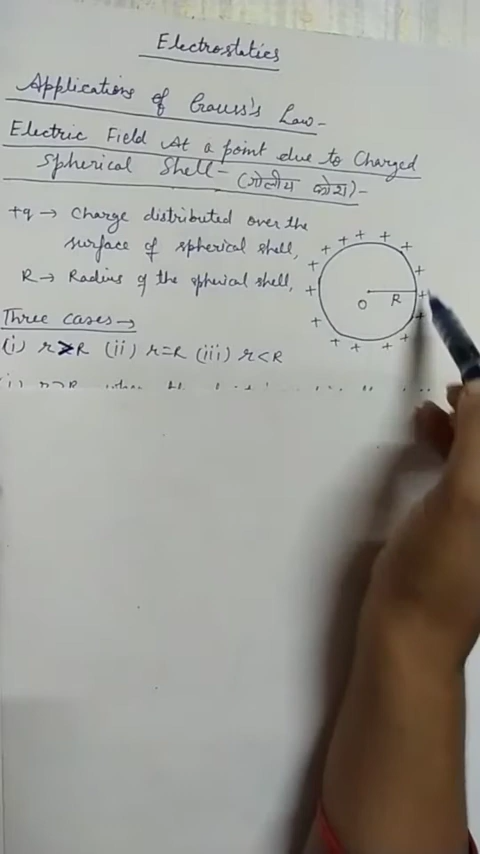 Electrostatics
Applications of Gauss's Law-
Electric Field At a point due to Charged
Spherical Shell- (गोलीय कोश)-
+q → Charge distributed over the
surface of spherical shell,
R → Radius of the spherical shell,
O R
Three cases →
(i) r > R (ii) r = R (iii) r < R